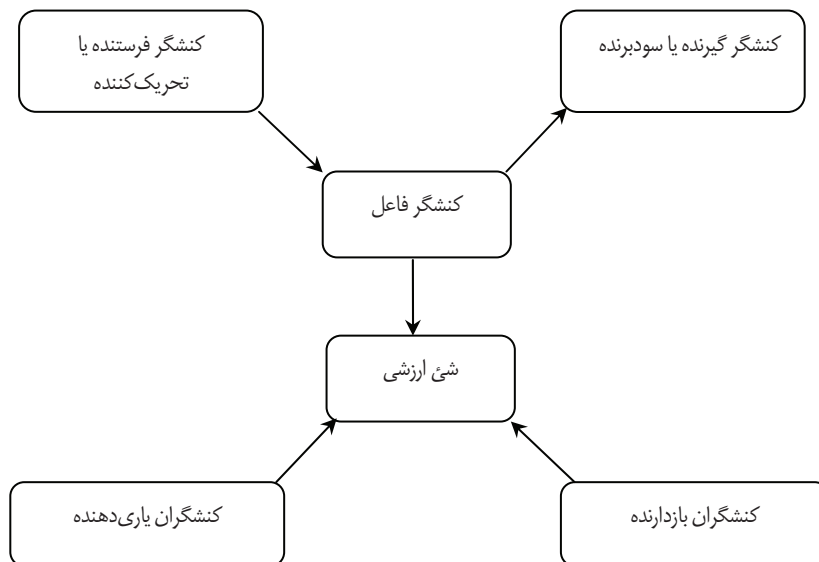 کنشگر گیرنده یا سودبرنده
کنشگر فرستنده یا
تحریک‌کننده
کنشگر فاعل
شئ ارزشی
کنشگران بازدارنده
کنشگران یاری‌دهنده